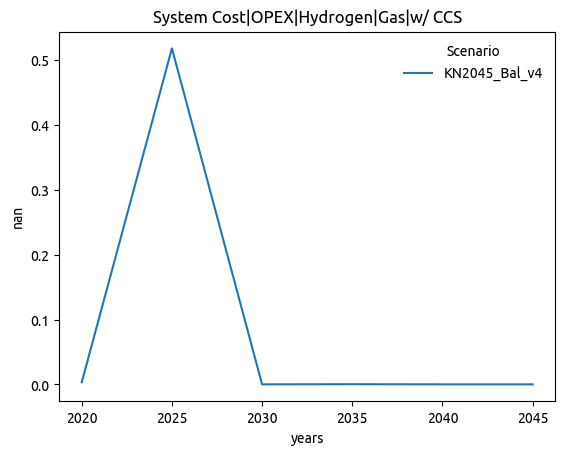 System Cost|OPEX|Hydrogen|Gas|w/ CCS
Scenario
KN2045_Bal_v4
0.5
0.4
0.3
0.2
0.1
0.0
nan
2020 2025 2030 2035 2040 2045
years